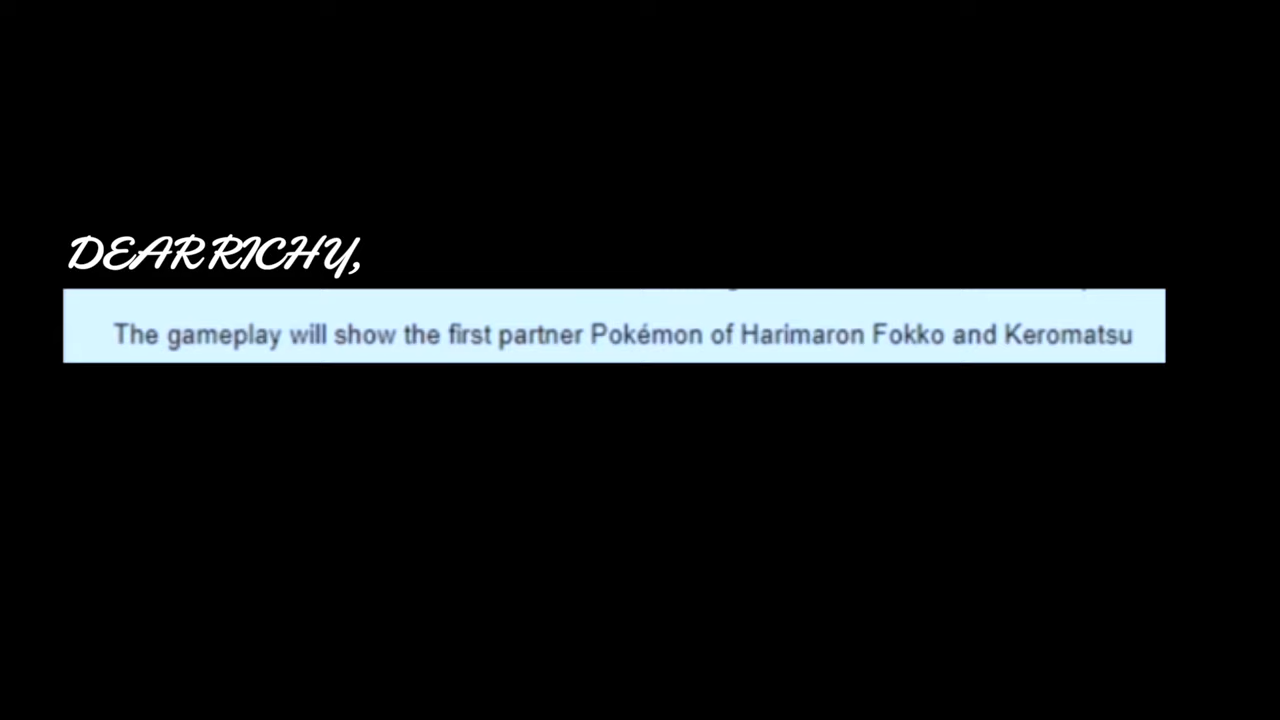 DEAR RICHY,
The gameplay will show the first partner Pokémon of Harimaron Fokko and Keromatsu